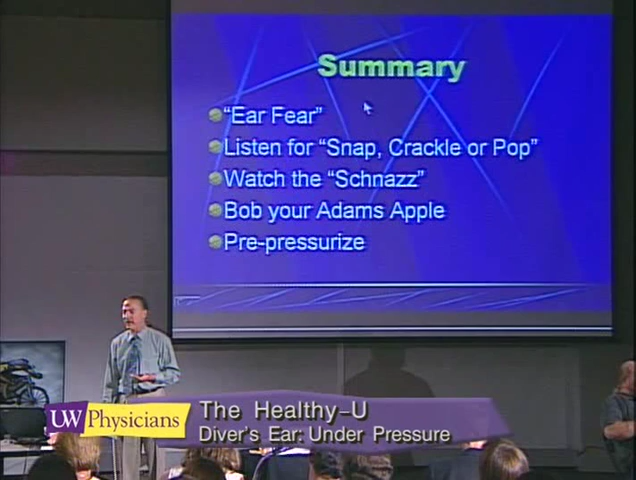 Summary
“Ear Fear”
Listen for “Snap, Crackle or Pop”
Watch the “Schnazz”
Bob your Adams Apple
Pre-pressurize
UW Physicians
The Healthy-U
Diver's Ear: Under Pressure